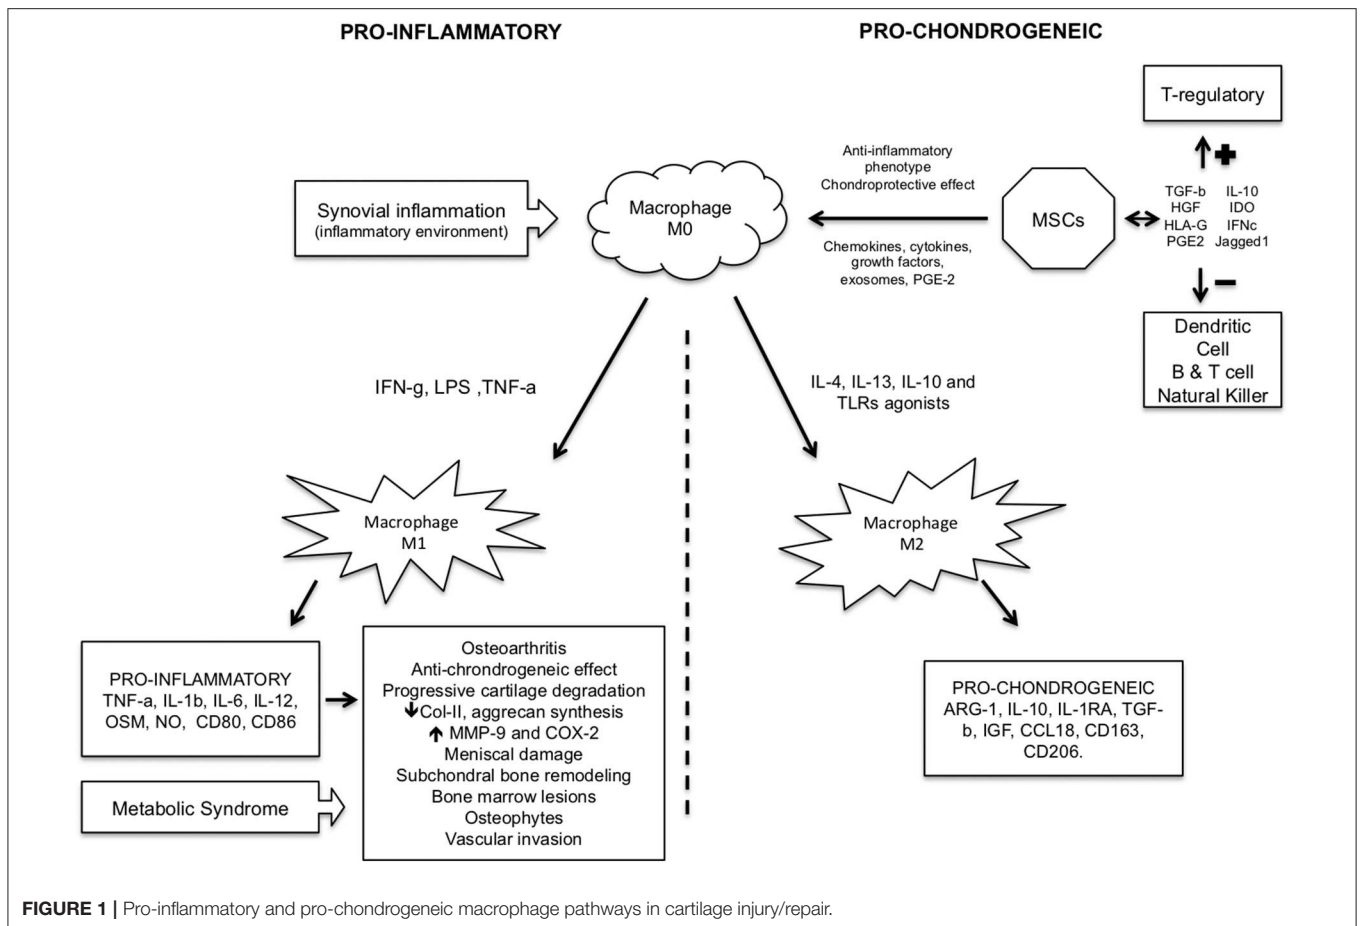 PRO-INFLAMMATORY
PRO-CHONDROGENEIC
T-regulatory
Anti-inflammatory
phenotype
Chondroprotective effect
Synovial inflammation
(inflammatory environment)
Macrophage
M0
MSCs
TGF-b
HGF
HLA-G
PGE2
IL-10
IDO
IFNc
Jagged1
Chemokines, cytokines,
growth factors,
exosomes, PGE-2
Dendritic
Cell
B & T cell
Natural Killer
IFN-g, LPS ,TNF-a
IL-4, IL-13, IL-10 and
TLRs agonists
Macrophage
M1
Macrophage
M2
PRO-INFLAMMATORY
TNF-a, IL-1b, IL-6, IL-12,
OSM, NO, CD80, CD86
Metabolic Syndrome
Osteoarthritis
Anti-chrondrogeneic effect
Progressive cartilage degradation
Col-II, aggrecan synthesis
MMP-9 and COX-2
Meniscal damage
Subchondral bone remodeling
Bone marrow lesions
Osteophytes
Vascular invasion
PRO-CHONDROGENEIC
ARG-1, IL-10, IL-1RA, TGF-
b, IGF, CCL18, CD163,
CD206.
FIGURE 1 | Pro-inflammatory and pro-chondrogeneic macrophage pathways in cartilage injury/repair.